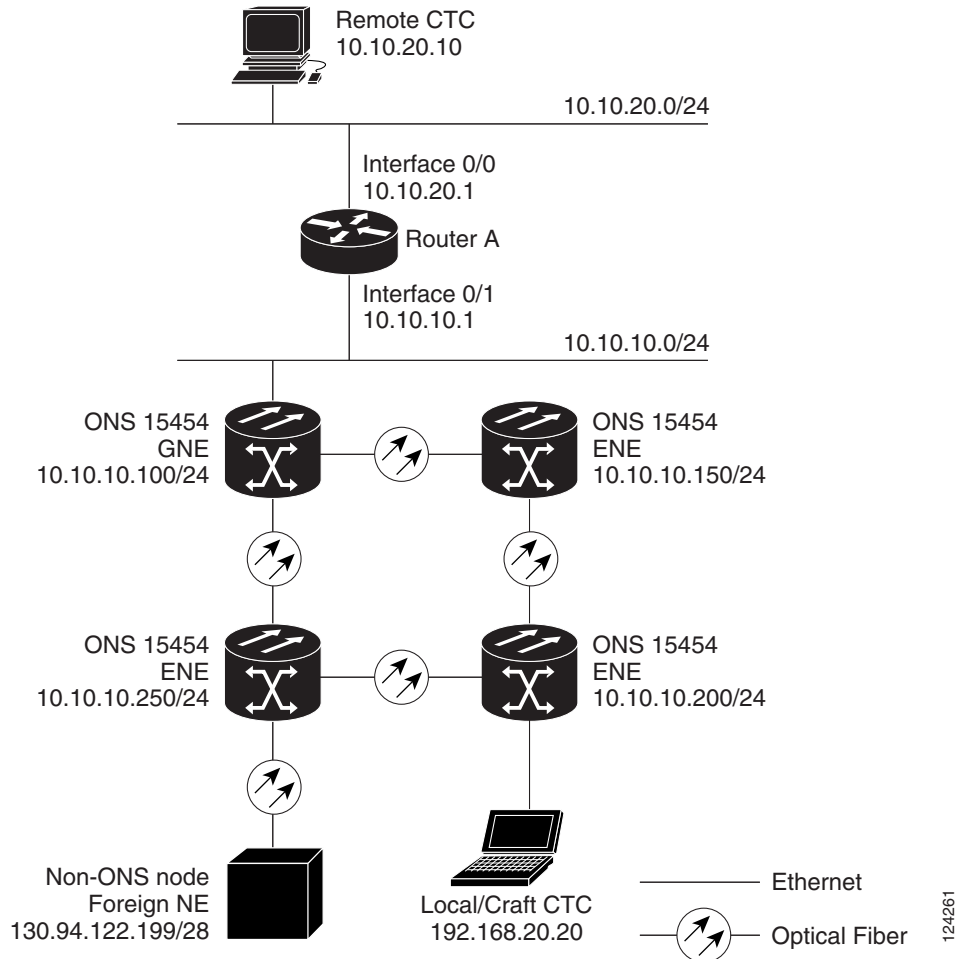 Remote CTC
10.10.20.10
10.10.20.0/24
Interface 0/0
10.10.20.1
Router A
Interface 0/1
10.10.10.1
10.10.10.0/24
ONS 15454
GNE
10.10.10.100/24
ONS 15454
ENE
10.10.10.150/24
ONS 15454
ENE
10.10.10.250/24
ONS 15454
ENE
10.10.10.200/24
Non-ONS node
Foreign NE
130.94.122.199/28
Local/Craft CTC
192.168.20.20
Ethernet
Optical Fiber
124261